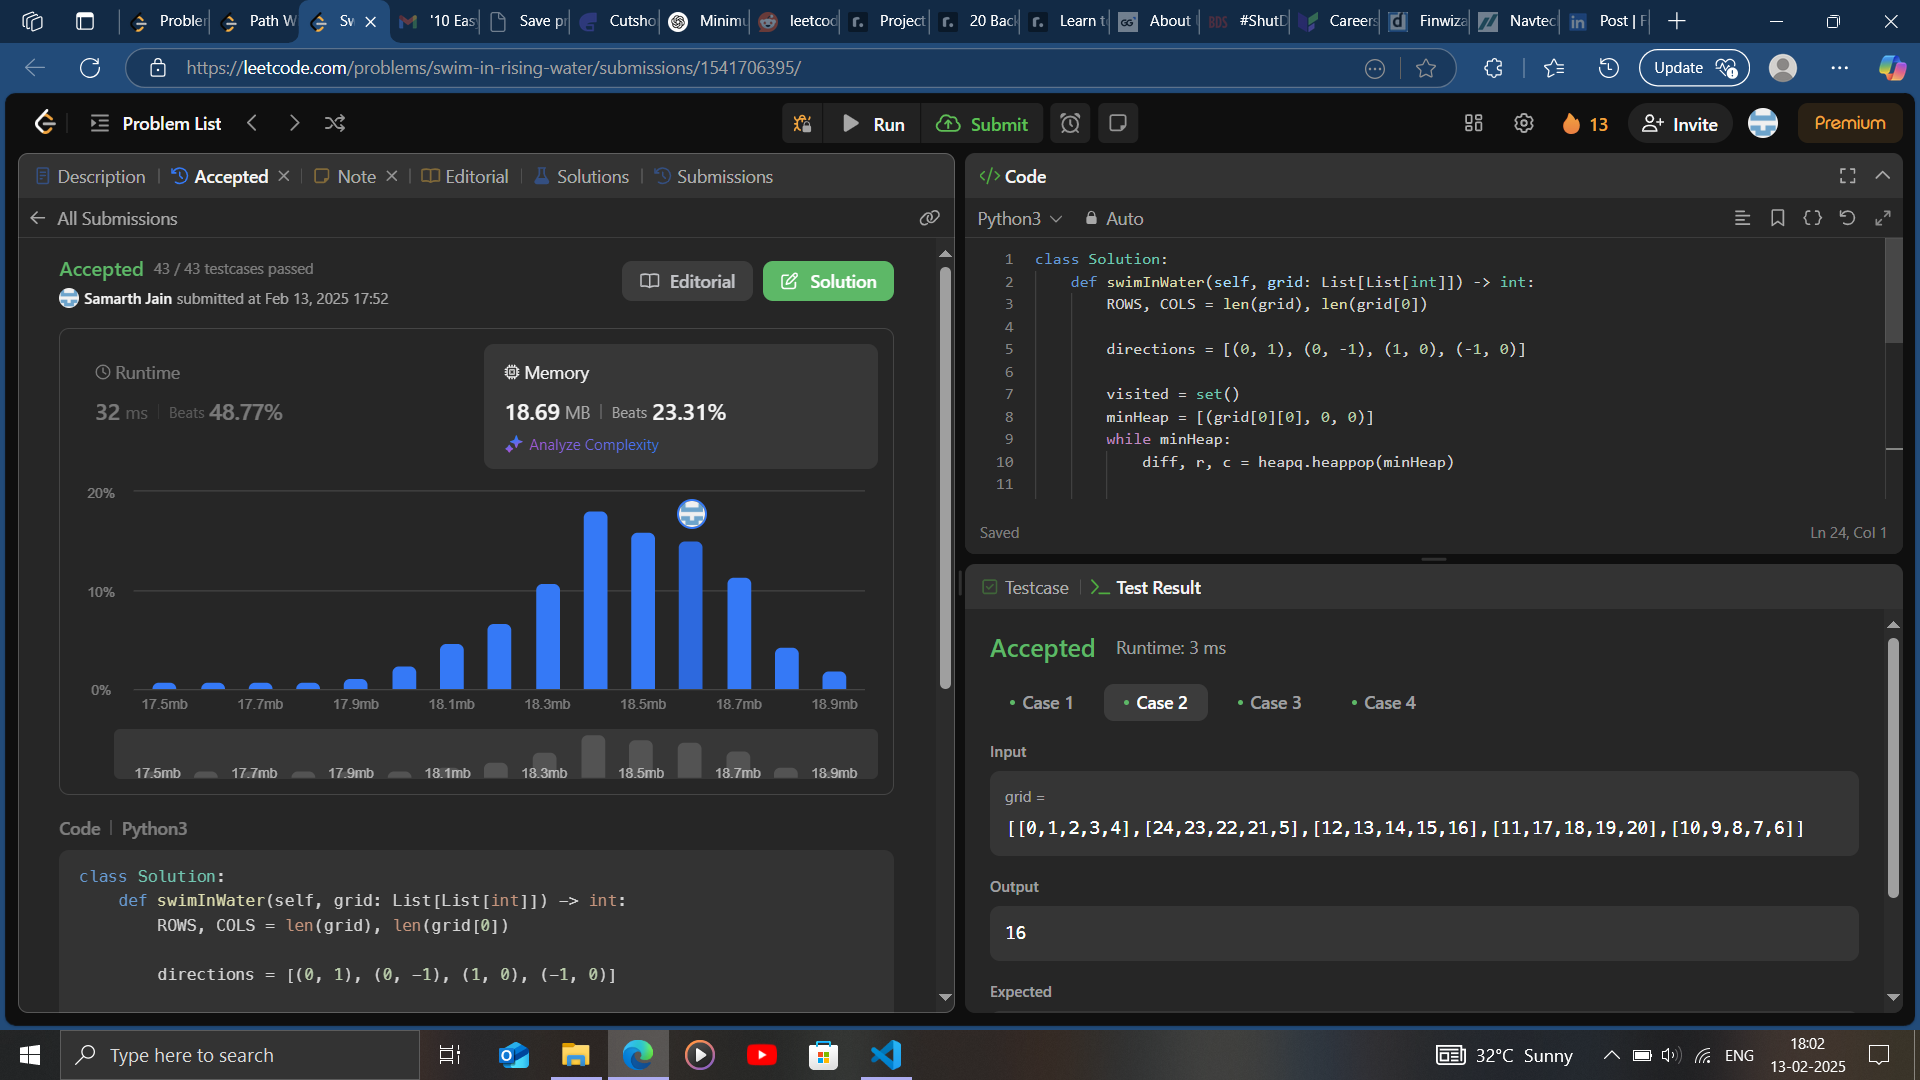 Probler
Path W
Sw
'10 Easy
Save pr
Cutsho
Minimu
leetcod
Project
20 Back
Learn to
About U
#ShutD
Careers
Finwiza
Navtech
Post | F
https://leetcode.com/problems/swim-in-rising-water/submissions/1541706395/
Update
Problem List
Run
Submit
13
Invite
Premium
Description
Accepted
Note
Editorial
Solutions
Submissions
All Submissions
Accepted 43 / 43 testcases passed
Samarth Jain submitted at Feb 13, 2025 17:52
Editorial
Solution
Runtime
32 ms | Beats 48.77%
Memory
18.69 MB | Beats 23.31%
Analyze Complexity
20%
10%
0%
17.5mb 17.7mb 17.9mb 18.1mb 18.3mb 18.5mb 18.7mb 18.9mb
17.5mb 17.7mb 17.9mb 18.1mb 18.3mb 18.5mb 18.7mb 18.9mb
Code | Python3
class Solution:
def swimInWater(self, grid: List[List[int]]) -> int:
ROWS, COLS = len(grid), len(grid[0])
directions = [(0, 1), (0, -1), (1, 0), (-1, 0)]
</> Code
Python3
Auto
1 class Solution:
2 def swimInWater(self, grid: List[List[int]]) -> int:
3 ROWS, COLS = len(grid), len(grid[0])
4
5 directions = [(0, 1), (0, -1), (1, 0), (-1, 0)]
6
7 visited = set()
8 minHeap = [(grid[0][0], 0, 0)]
9 while minHeap:
10 diff, r, c = heapq.heappop(minHeap)
11
Saved
Ln 24, Col 1
Testcase
Test Result
Accepted Runtime: 3 ms
Case 1
Case 2
Case 3
Case 4
Input
grid =
[[0,1,2,3,4],[24,23,22,21,5],[12,13,14,15,16],[11,17,18,19,20],[10,9,8,7,6]]
Output
16
Expected
Type here to search
32°C Sunny
ENG
18:02
13-02-2025